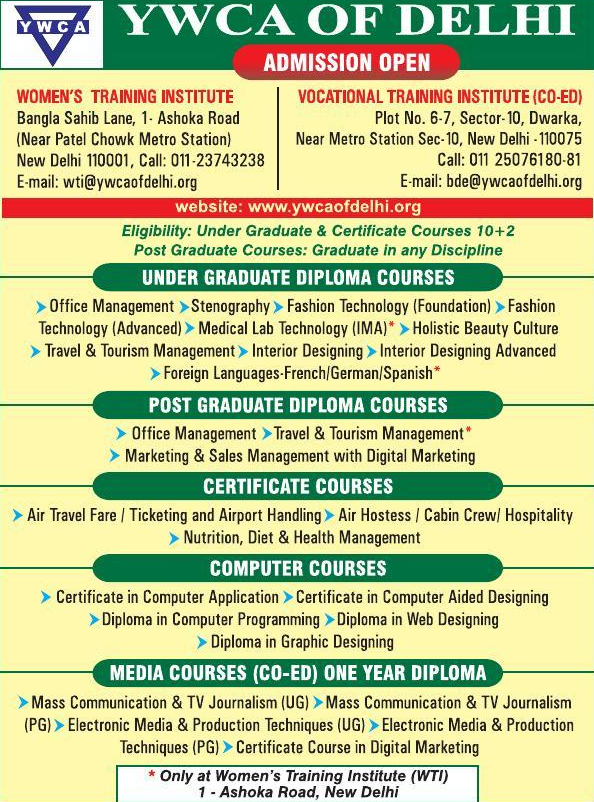 YWCA
YWCA OF DELHI
ADMISSION OPEN
WOMEN'S TRAINING INSTITUTE
Bangla Sahib Lane, 1- Ashoka Road
(Near Patel Chowk Metro Station)
New Delhi 110001, Call: 011-23743238
E-mail: wti@ywcaofdelhi.org
VOCATIONAL TRAINING INSTITUTE (CO-ED)
Plot No. 6-7, Sector-10, Dwarka,
Near Metro Station Sec-10, New Delhi -110075
Call: 011 25076180-81
E-mail: bde@ywcaofdelhi.org
website: www.ywcaofdelhi.org
Eligibility: Under Graduate & Certificate Courses 10+2
Post Graduate Courses: Graduate in any Discipline
UNDER GRADUATE DIPLOMA COURSES
➤ Office Management ➤ Stenography ➤ Fashion Technology (Foundation) ➤ Fashion
Technology (Advanced) ➤ Medical Lab Technology (IMA)* ➤ Holistic Beauty Culture
➤ Travel & Tourism Management ➤ Interior Designing ➤ Interior Designing Advanced
➤ Foreign Languages-French/German/Spanish*
POST GRADUATE DIPLOMA COURSES
➤ Office Management ➤ Travel & Tourism Management*
➤ Marketing & Sales Management with Digital Marketing
CERTIFICATE COURSES
➤ Air Travel Fare / Ticketing and Airport Handling ➤ Air Hostess / Cabin Crew/ Hospitality
➤ Nutrition, Diet & Health Management
COMPUTER COURSES
➤ Certificate in Computer Application ➤ Certificate in Computer Aided Designing
➤ Diploma in Computer Programming ➤ Diploma in Web Designing
➤ Diploma in Graphic Designing
MEDIA COURSES (CO-ED) ONE YEAR DIPLOMA
➤ Mass Communication & TV Journalism (UG) ➤ Mass Communication & TV Journalism
(PG) ➤ Electronic Media & Production Techniques (UG) ➤ Electronic Media & Production
Techniques (PG) ➤ Certificate Course in Digital Marketing
* Only at Women's Training Institute (WTI)
1 - Ashoka Road, New Delhi